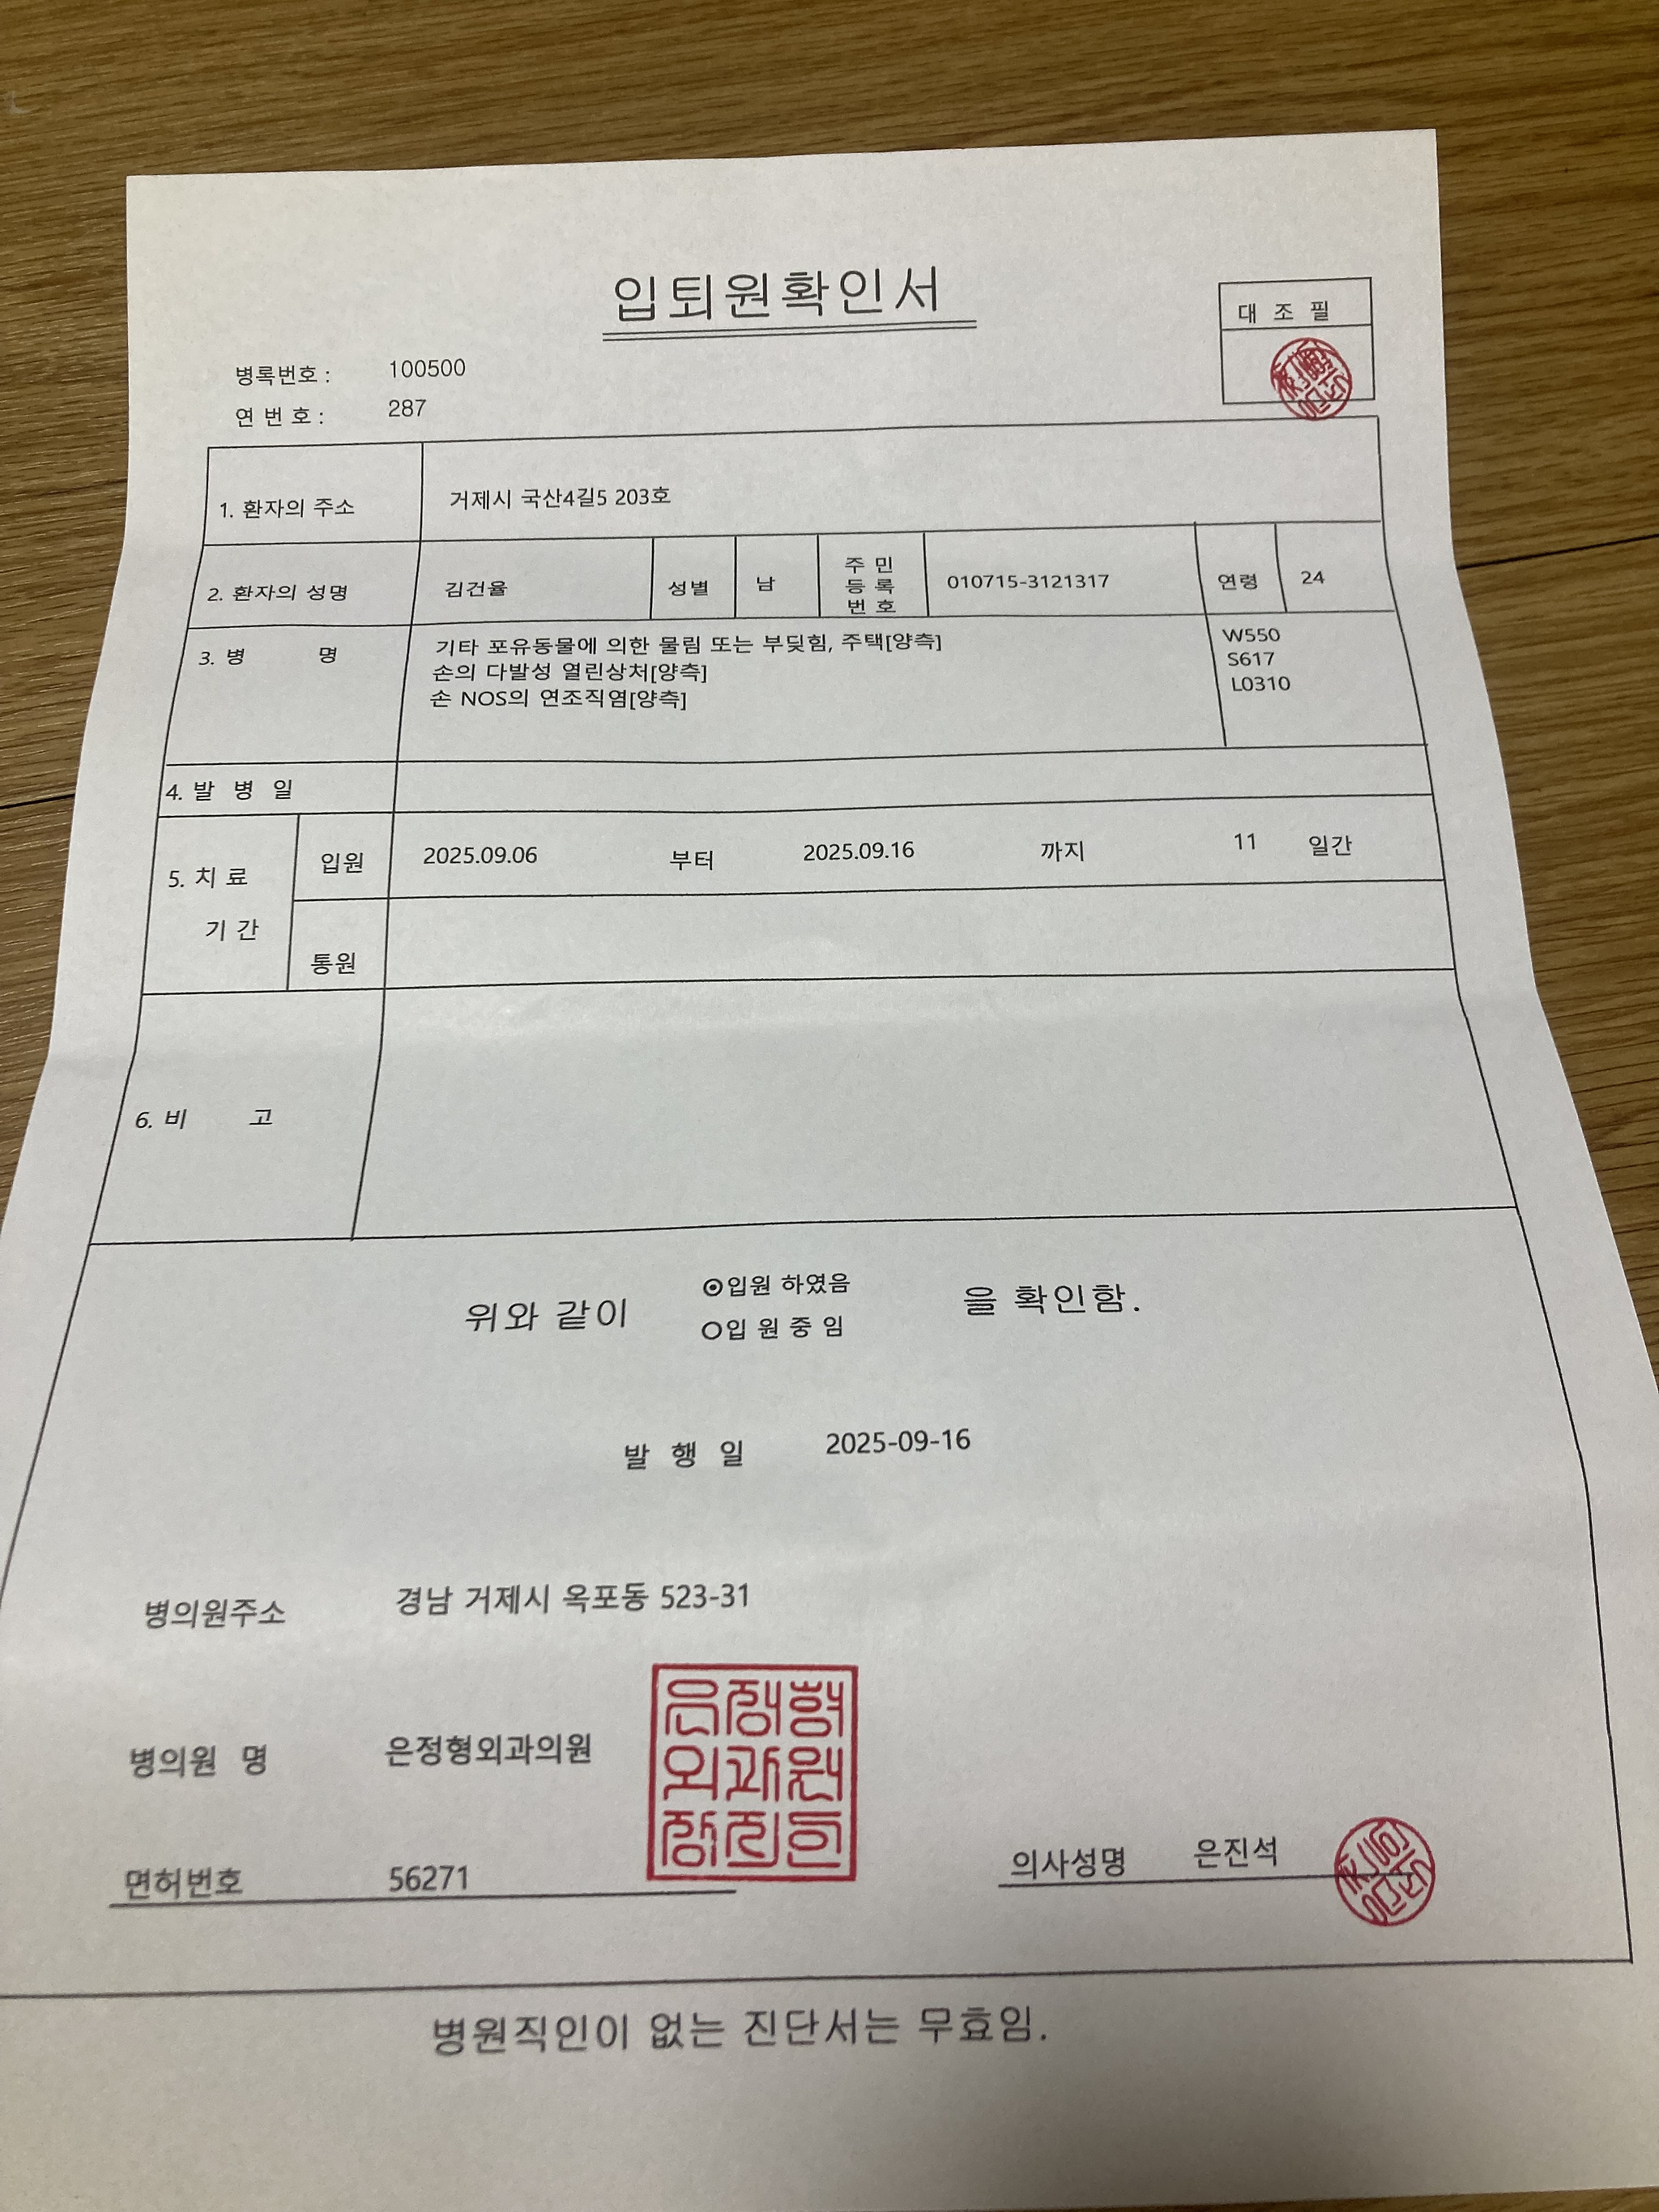 입퇴원확인서
대 조 필
병록번호 : 100500
연 번 호 : 287
1. 환자의 주소 거제시 국산4길5 203호
2. 환자의 성명 김건율 성별 남 주민등록번호 010715-3121317 연령 24
3. 병 명 기타 포유동물에 의한 물림 또는 부딪힘, 주택[양측] W550
손의 다발성 열린상처[양측] S617
손 NOS의 연조직염[양측] L0310
4. 발 병 일
5. 치 료 기 간
입원 2025.09.06 부터 2025.09.16 까지 11 일간
통원
6. 비 고
위와 같이 ⊙입원 하였음 을 확인함.
○입 원 중 임
발 행 일 2025-09-16
병의원주소 경남 거제시 옥포동 523-31
병의원 명 은정형외과의원
은정형
외과원
장직인
면허번호 56271 의사성명 은진석
병원직인이 없는 진단서는 무효임.